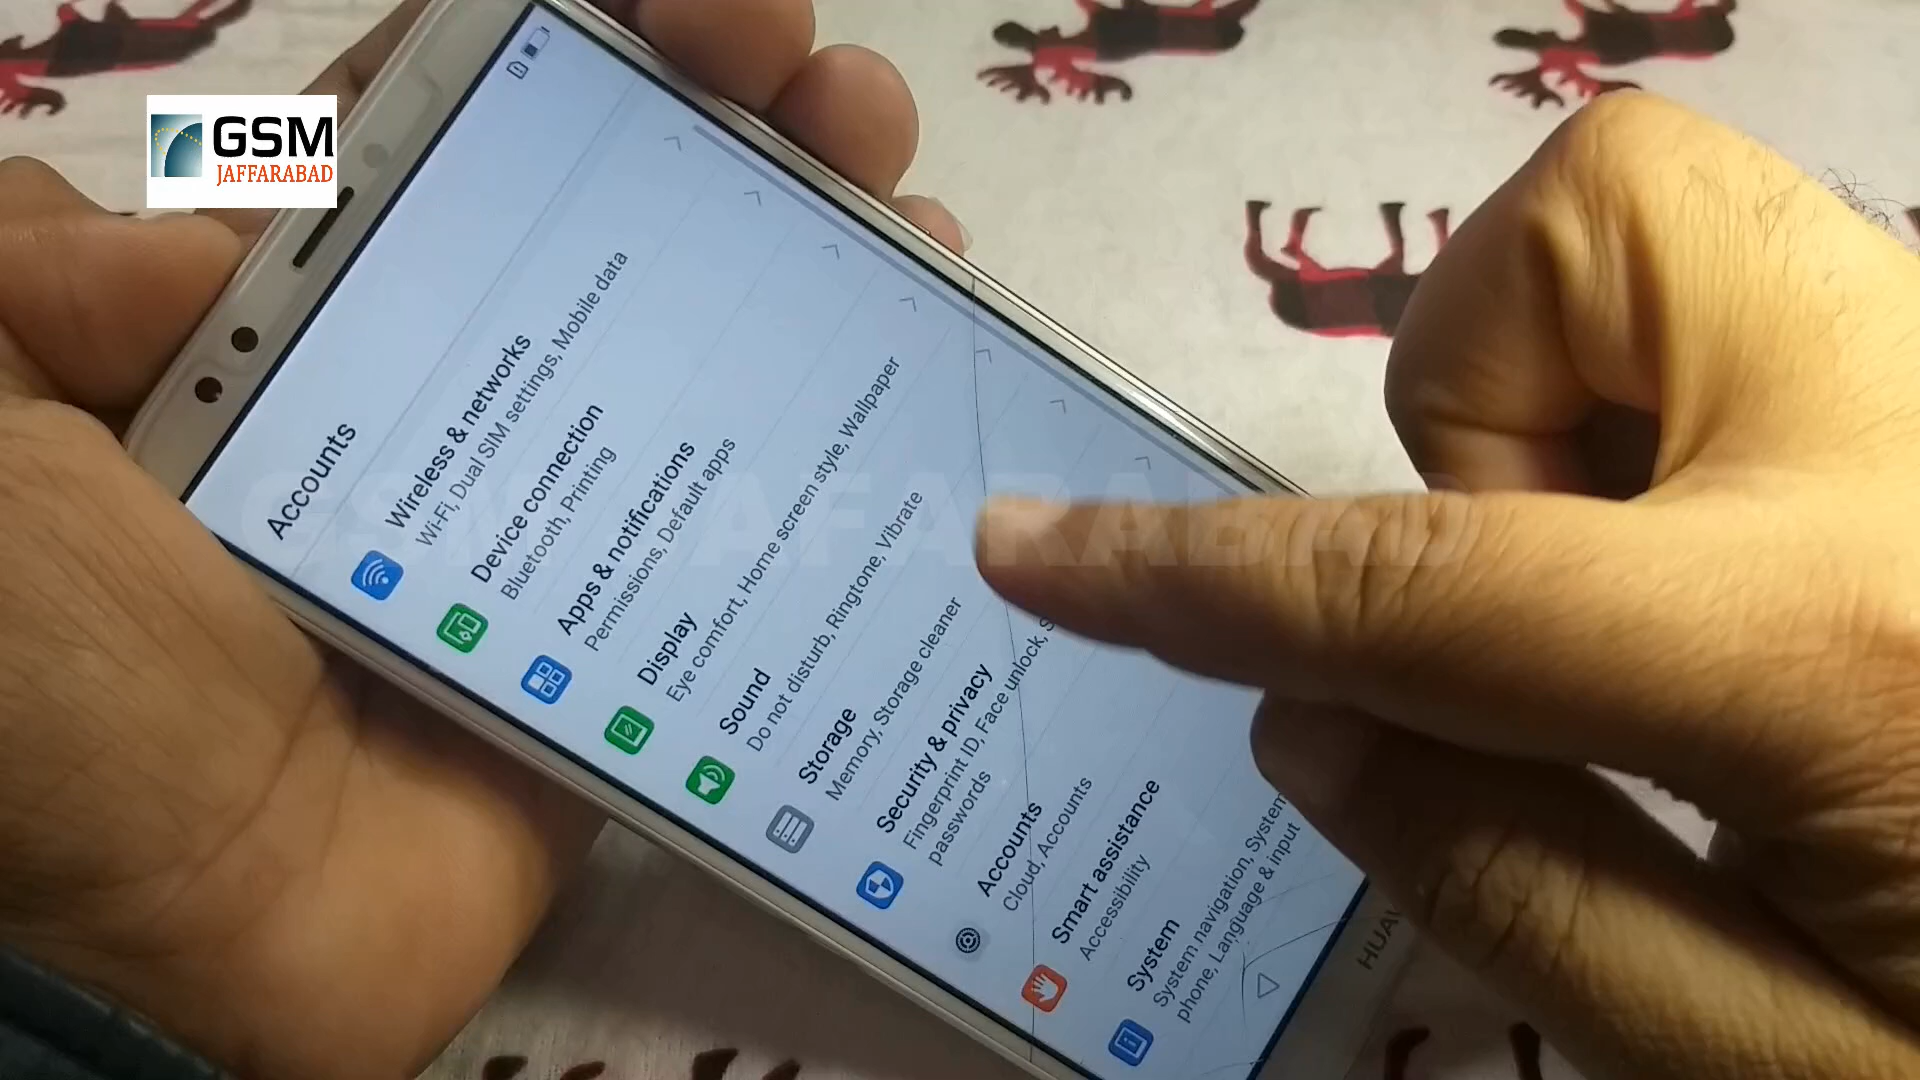 GSM
JAFFARABAD
Accounts
Wireless & networks
Wi-Fi, Dual SIM settings, Mobile data
Device connection
Bluetooth, Printing
Apps & notifications
Permissions, Default apps
Display
Eye comfort, Home screen style, Wallpaper
Sound
Do not disturb, Ringtone, Vibrate
Storage
Memory, Storage cleaner
Security & privacy
Fingerprint ID, Face unlock,
passwords
Accounts
Cloud, Accounts
Smart assistance
Accessibility
System
System navigation, System
phone, Language & input
GSM JAFARABAD